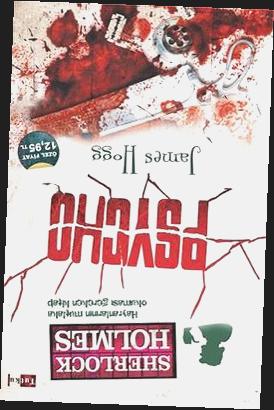 SHERLOCK
HOLMES
Hayranlarının mutlaka
okuması gereken kitap
PSYCHO
James Hogg
ÖZEL FİYAT
12,95 TL